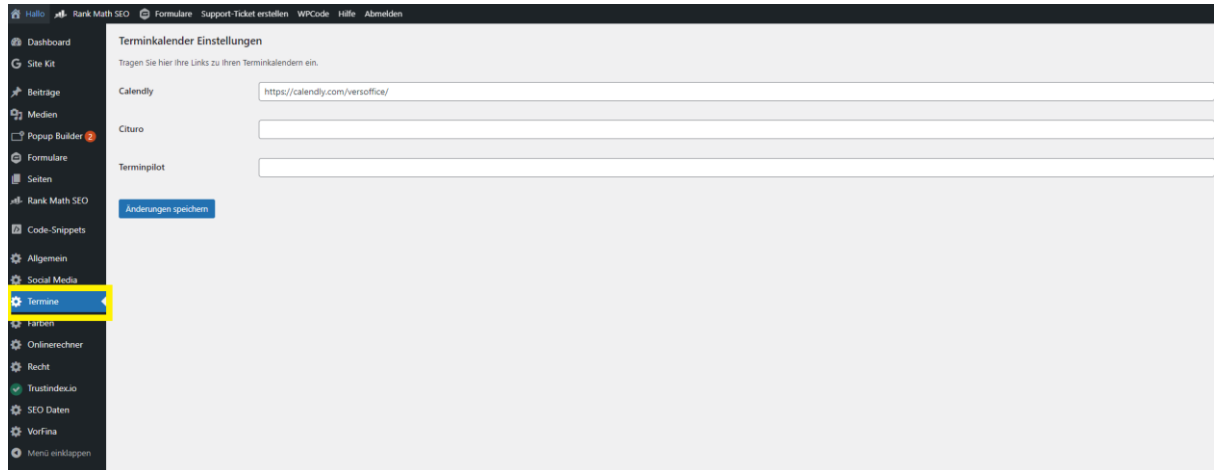 Hallo Rank Math SEO Formulare Support-Ticket erstellen WPCode Hilfe Abmelden
Dashboard
Site Kit
Beiträge
Medien
Popup Builder 2
Formulare
Seiten
Rank Math SEO
Code-Snippets
Allgemein
Social Media
Termine
Farben
Onlinerechner
Recht
Trustindex.io
SEO Daten
VorFina
Menü einklappen
Terminkalender Einstellungen
Tragen Sie hier Ihre Links zu Ihren Terminkalendern ein.
Calendly https://calendly.com/versoffice/
Cituro
Terminpilot
Änderungen speichern